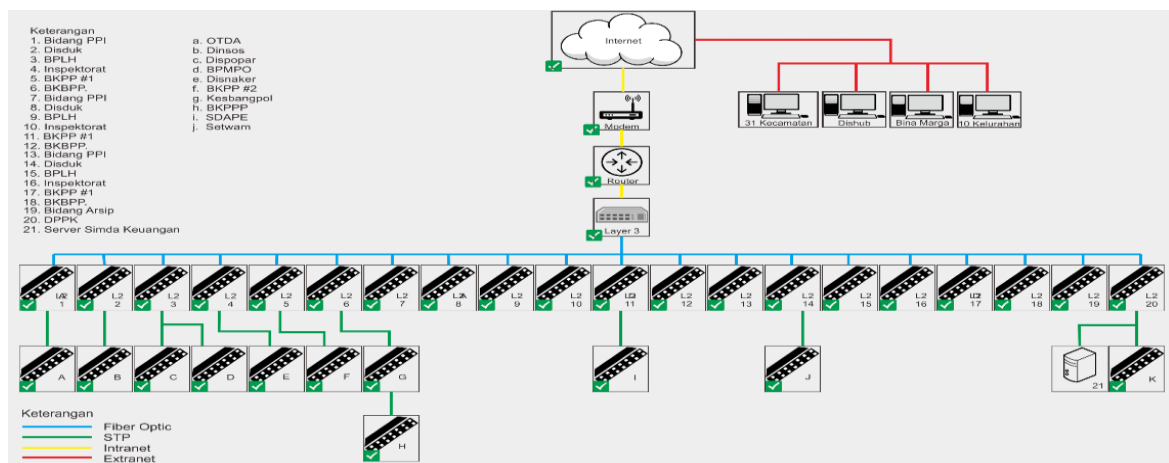 Keterangan
1. Bidang PPI
2. Disduk
3. BPLH
4. Inspektorat
5. BKPP #1
6. BKBPP.
7. Bidang PPI
8. Disduk
9. BPLH
10. Inspektorat
11. BKPP #1
12. BKBPP.
13. Bidang PPI
14. Disduk
15. BPLH
16. Inspektorat
17. BKPP #1
18. BKBPP.
19. Bidang Arsip
20. DPPK
21. Server Simda Keuangan
a. OTDA
b. Dinsos
c. Dispopar
d. BPMPO
e. Disnaker
f. BKPP #2
g. Kesbangpol
h. BKPPP
i. SDAPE
j. Setwam
Internet
Modem
Router
Layer 3
31 Kecamatan
Dishub
Bina Marga
10 Kelurahan
1
L2 2
L2 3
L2 4
L2 5
L2 6
L2 7
8
L2 9
L2 10
11
L2 12
L2 13
L2 14
L2 15
L2 16
17
L2 18
L2 19
L2 20
A
B
C
D
E
F
G
I
J
21
K
H
Keterangan
Fiber Optic
STP
Intranet
Extranet